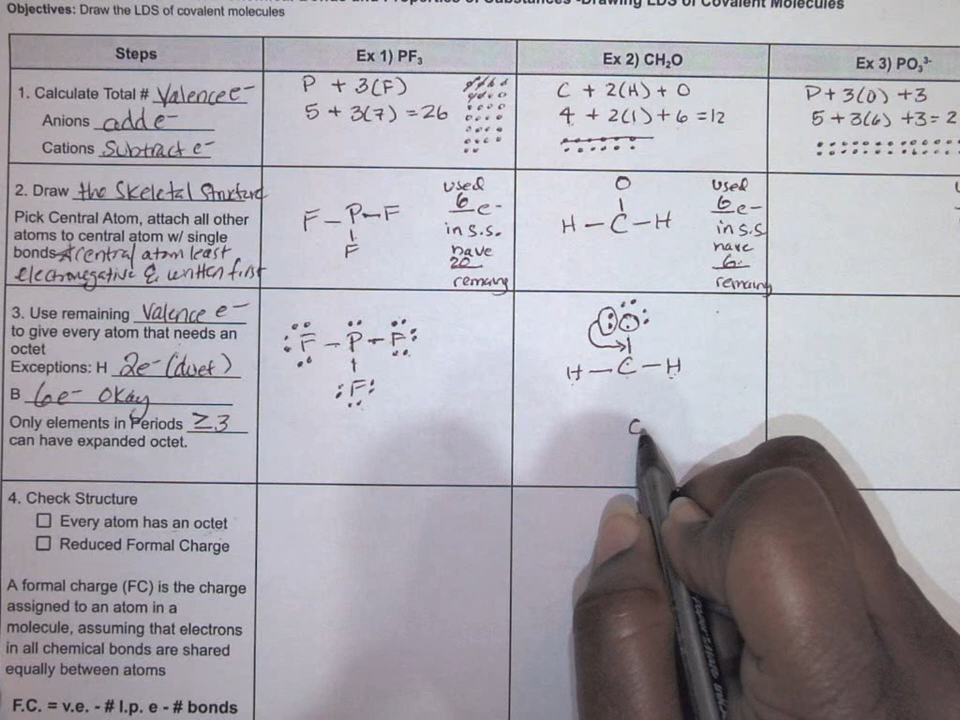 Objectives: Draw the LDS of covalent molecules
Steps
Ex 1) PF3
Ex 2) CH2O
Ex 3) PO3 3-
1. Calculate Total # Valence e-
Anions add e-
Cations Subtract e-
P + 3(F)
5 + 3(7) = 26
C + 2(H) + O
4 + 2(1) + 6 = 12
P + 3(O) + 3
5 + 3(6) + 3 = 2
2. Draw the Skeletal Structure
Pick Central Atom, attach all other
atoms to central atom w/ single
bonds * central atom least
electronegative & written first
F - P - F
F
used
6 e-
in s.s.
have
20
remaing
O
H - C - H
used
6 e-
in s.s
have
6
remaing
3. Use remaining Valence e-
to give every atom that needs an
octet
Exceptions: H 2e- (duet)
B 6e- Okay
Only elements in Periods ≥3
can have expanded octet.
F - P - F
F
O
H - C - H
4. Check Structure
Every atom has an octet
Reduced Formal Charge
A formal charge (FC) is the charge
assigned to an atom in a
molecule, assuming that electrons
in all chemical bonds are shared
equally between atoms
F.C. = v.e. - # l.p. e - # bonds